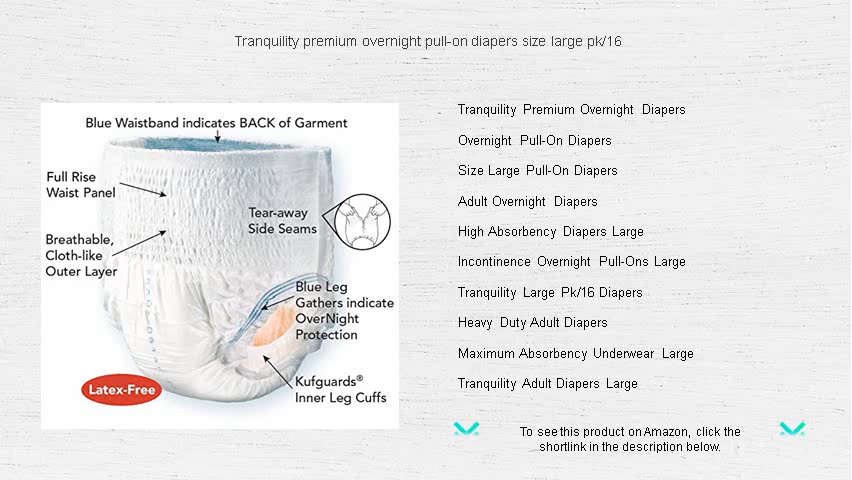 Tranquility premium overnight pull-on diapers size large pk/16
Blue Waistband indicates BACK of Garment
Full Rise
Waist Panel
Tear-away
Side Seams
Breathable,
Cloth-like
Outer Layer
Blue Leg
Gathers indicate
OverNight
Protection
Kufguards®
Inner Leg Cuffs
Latex-Free
Tranquility Premium Overnight Diapers
Overnight Pull-On Diapers
Size Large Pull-On Diapers
Adult Overnight Diapers
High Absorbency Diapers Large
Incontinence Overnight Pull-Ons Large
Tranquility Large Pk/16 Diapers
Heavy Duty Adult Diapers
Maximum Absorbency Underwear Large
Tranquility Adult Diapers Large
To see this product on Amazon, click the
shortlink in the description below.